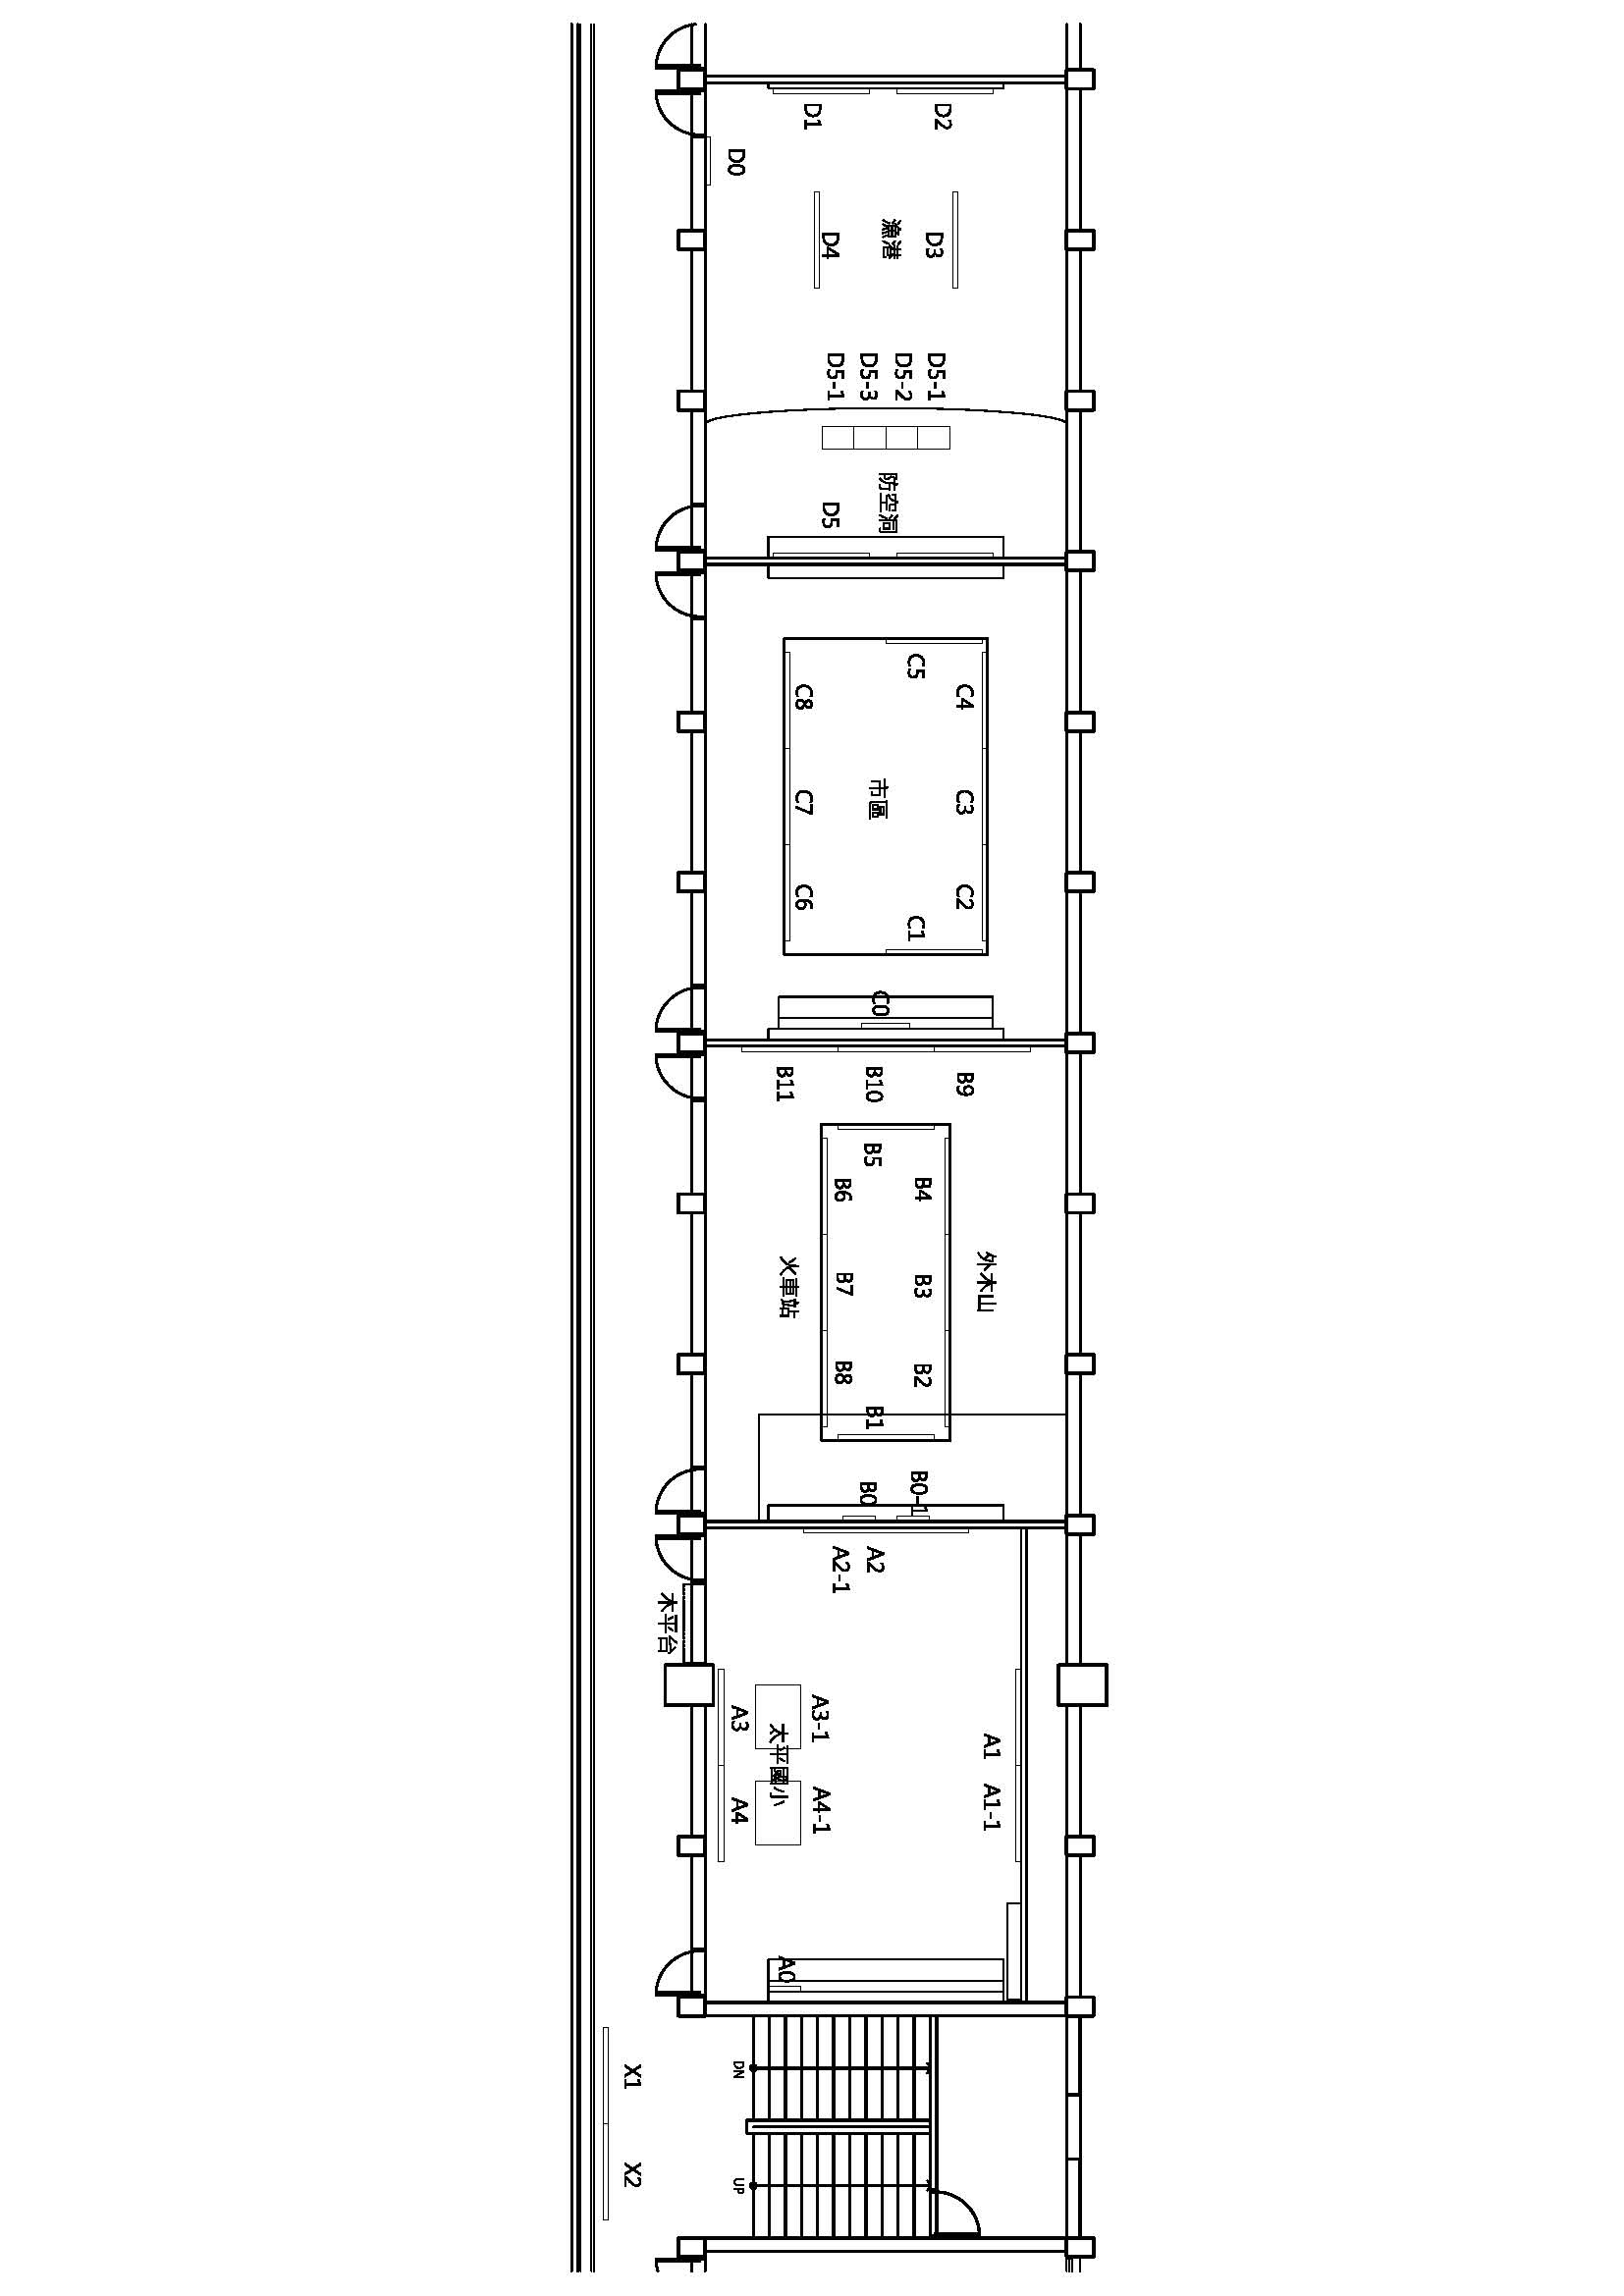 D1
D2
D0
漁港
D4
D3
D5-1
D5-3
D5-2
D5-1
防空洞
D5
C5
C8
C4
市區
C7
C3
C6
C2
C1
C0
B11
B10
B9
B5
B6
B4
火車站
外木山
B7
B3
B8
B2
B1
B0
B0-1
A2-1
A2
木平台
A3
A3-1
太平國小
A1
A4
A4-1
A1-1
A0
X1
DN
X2
UP